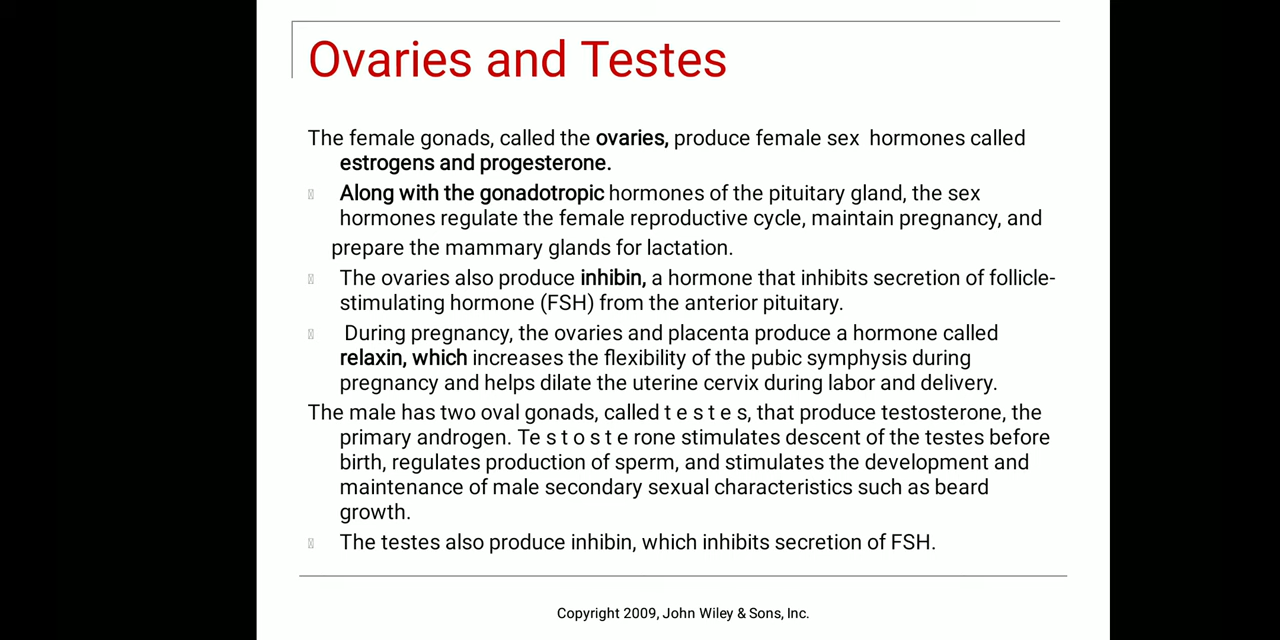 Ovaries and Testes
The female gonads, called the ovaries, produce female sex hormones called
estrogens and progesterone.
Along with the gonadotropic hormones of the pituitary gland, the sex
hormones regulate the female reproductive cycle, maintain pregnancy, and
prepare the mammary glands for lactation.
The ovaries also produce inhibin, a hormone that inhibits secretion of follicle-
stimulating hormone (FSH) from the anterior pituitary.
During pregnancy, the ovaries and placenta produce a hormone called
relaxin, which increases the flexibility of the pubic symphysis during
pregnancy and helps dilate the uterine cervix during labor and delivery.
The male has two oval gonads, called t e s t e s, that produce testosterone, the
primary androgen. Te s t o s t e rone stimulates descent of the testes before
birth, regulates production of sperm, and stimulates the development and
maintenance of male secondary sexual characteristics such as beard
growth.
The testes also produce inhibin, which inhibits secretion of FSH.
Copyright 2009, John Wiley & Sons, Inc.